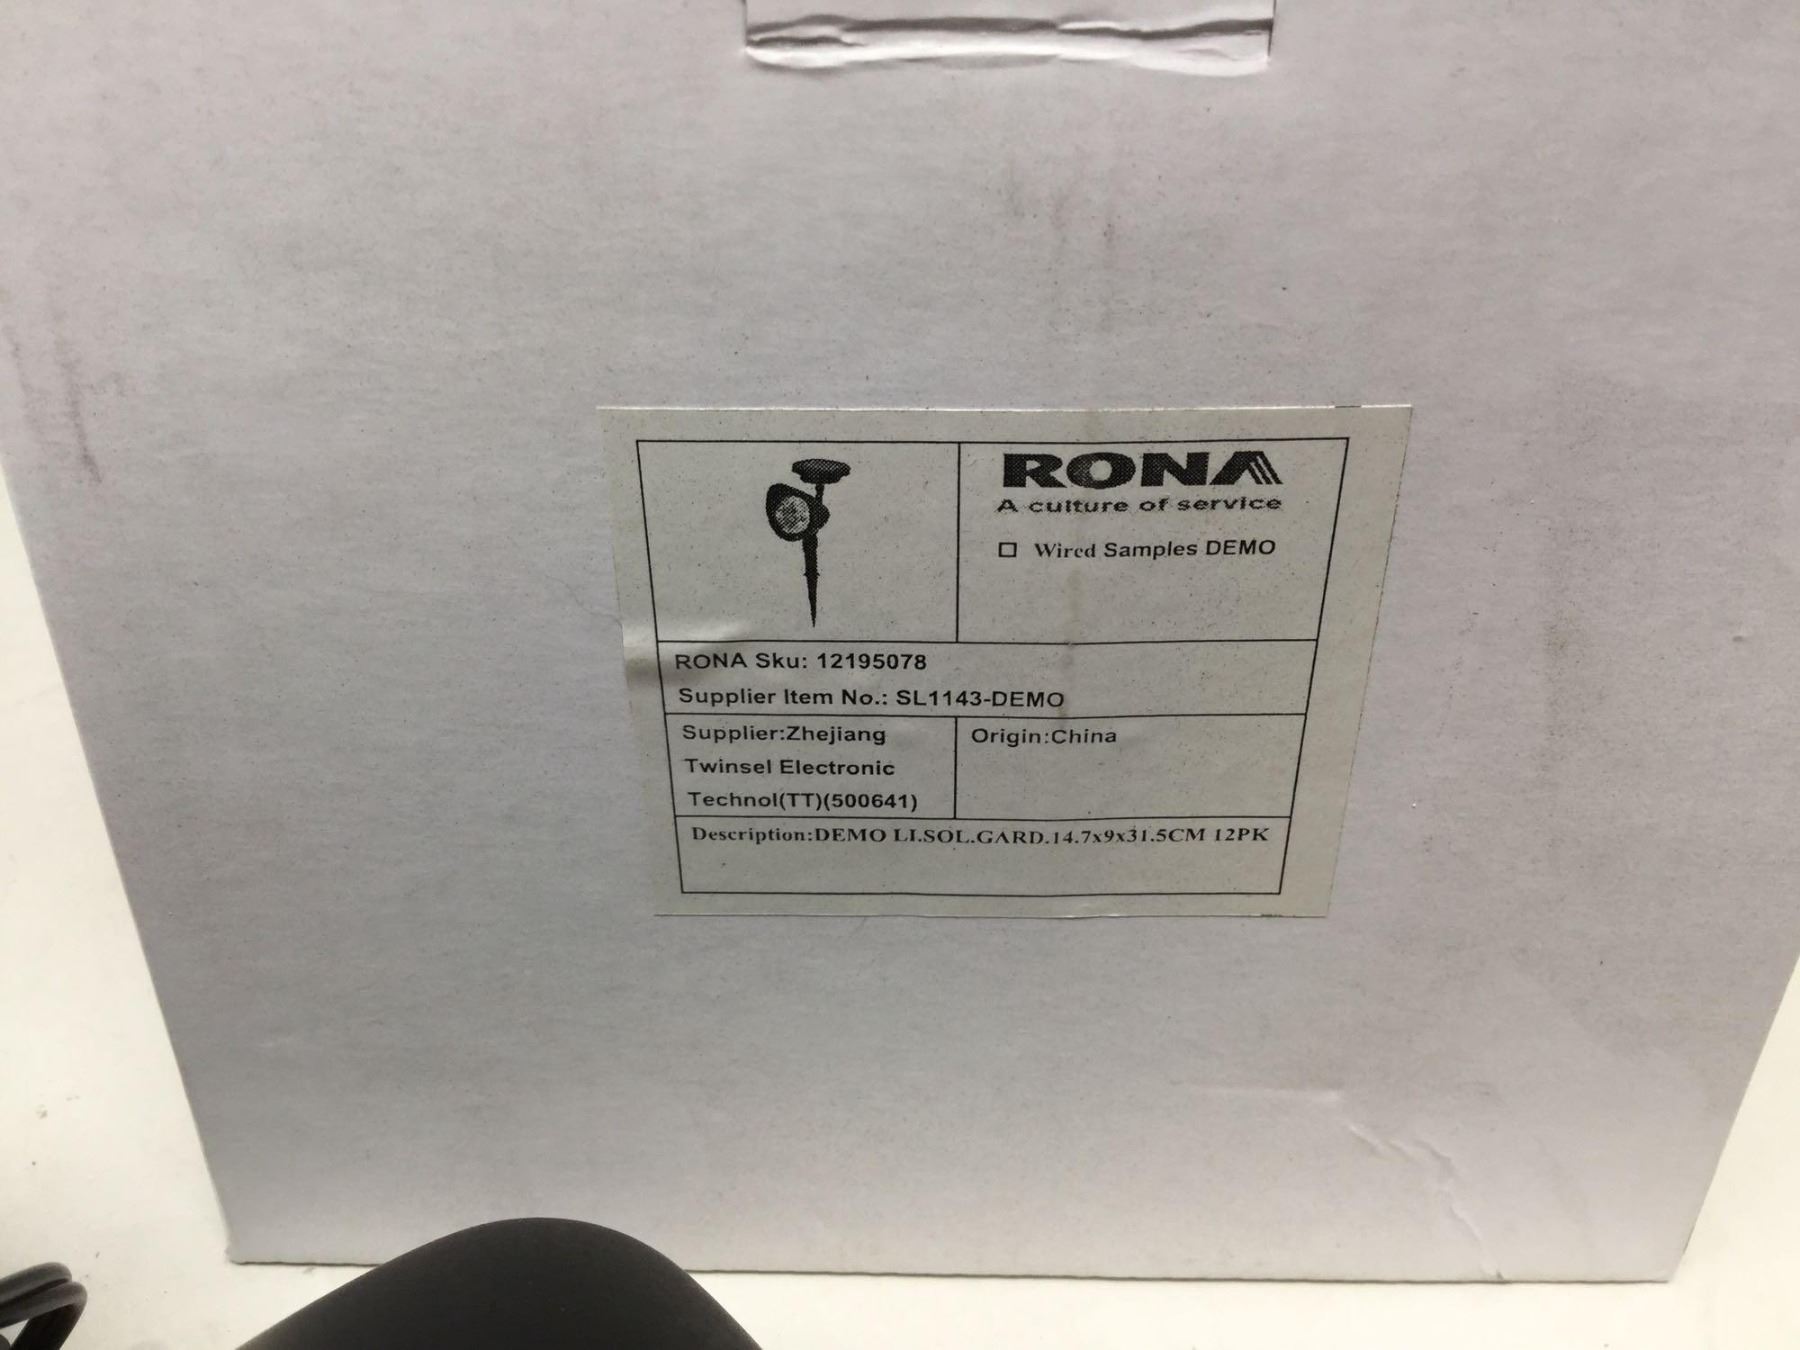 RONA
A culture of service
Wired Samples DEMO
RONA Sku: 12195078
Supplier Item No.: SL1143-DEMO
Supplier:Zhejiang
Twinsel Electronic
Technol(TT)(500641)
Origin:China
Description:DEMO LI.SOL.GARD.14.7x9x31.5CM 12PK